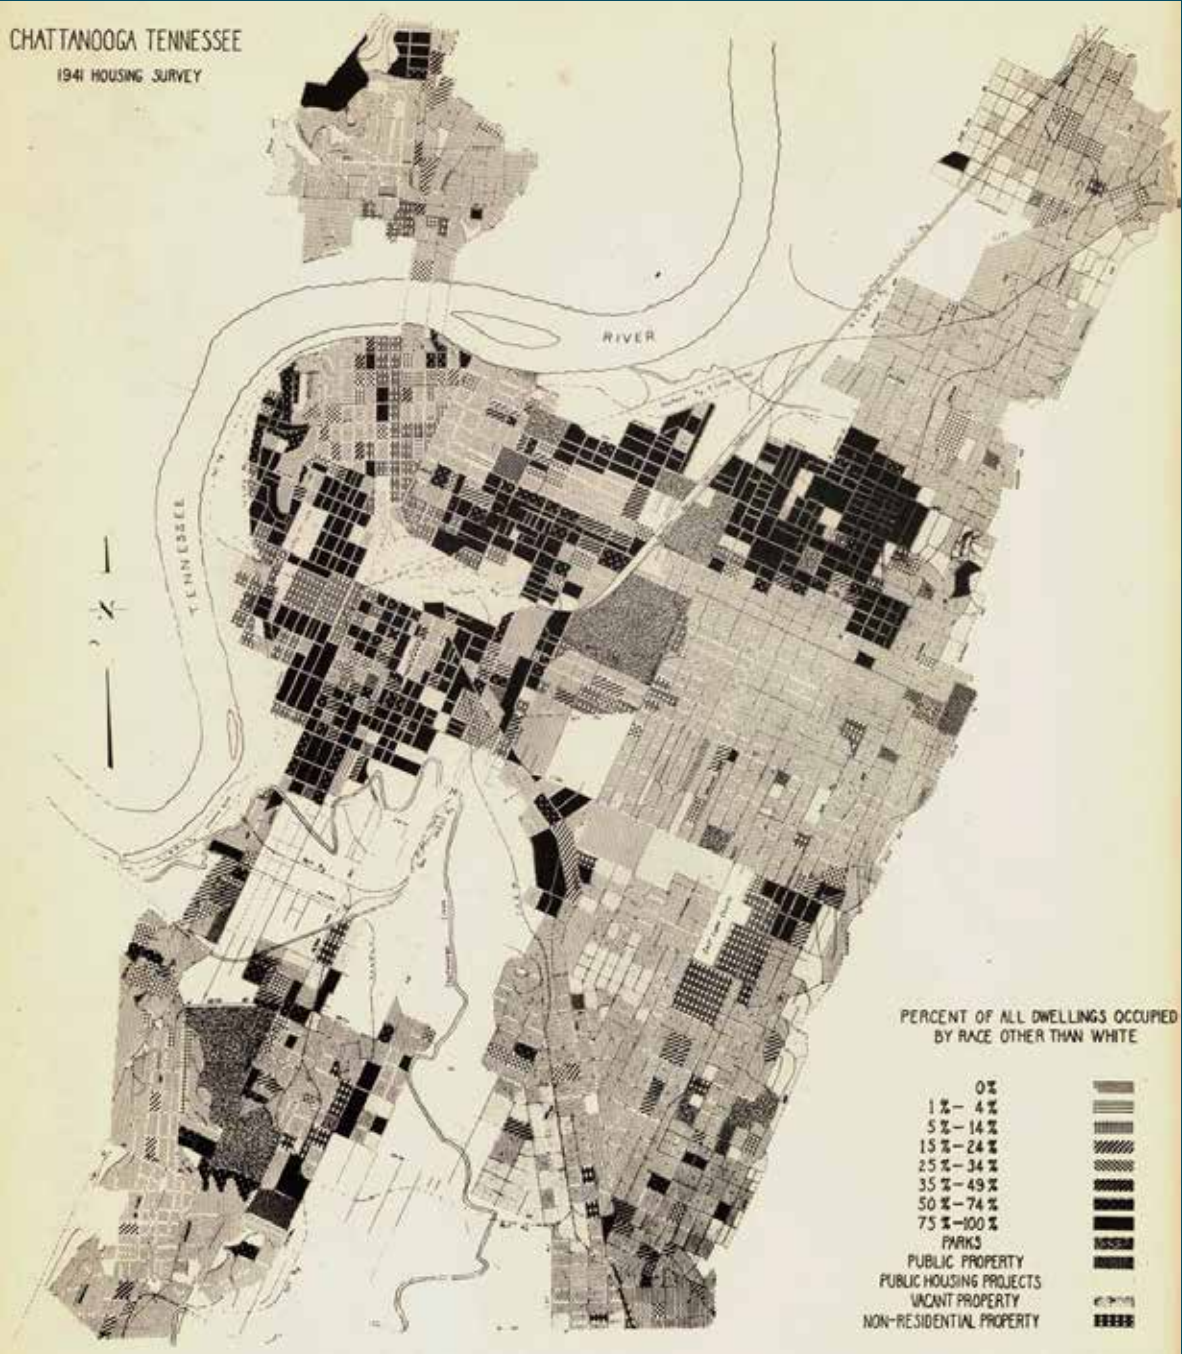 CHATTANOOGA TENNESSEE
1941 HOUSING SURVEY
RIVER
TENNESSEE
PERCENT OF ALL DWELLINGS OCCUPIED
BY RACE OTHER THAN WHITE
0%
1%-4%
5%-14%
15%-24%
25%-34%
35%-49%
50%-74%
75%-100%
PARKS
PUBLIC PROPERTY
PUBLIC HOUSING PROJECTS
VACANT PROPERTY
NON-RESIDENTIAL PROPERTY